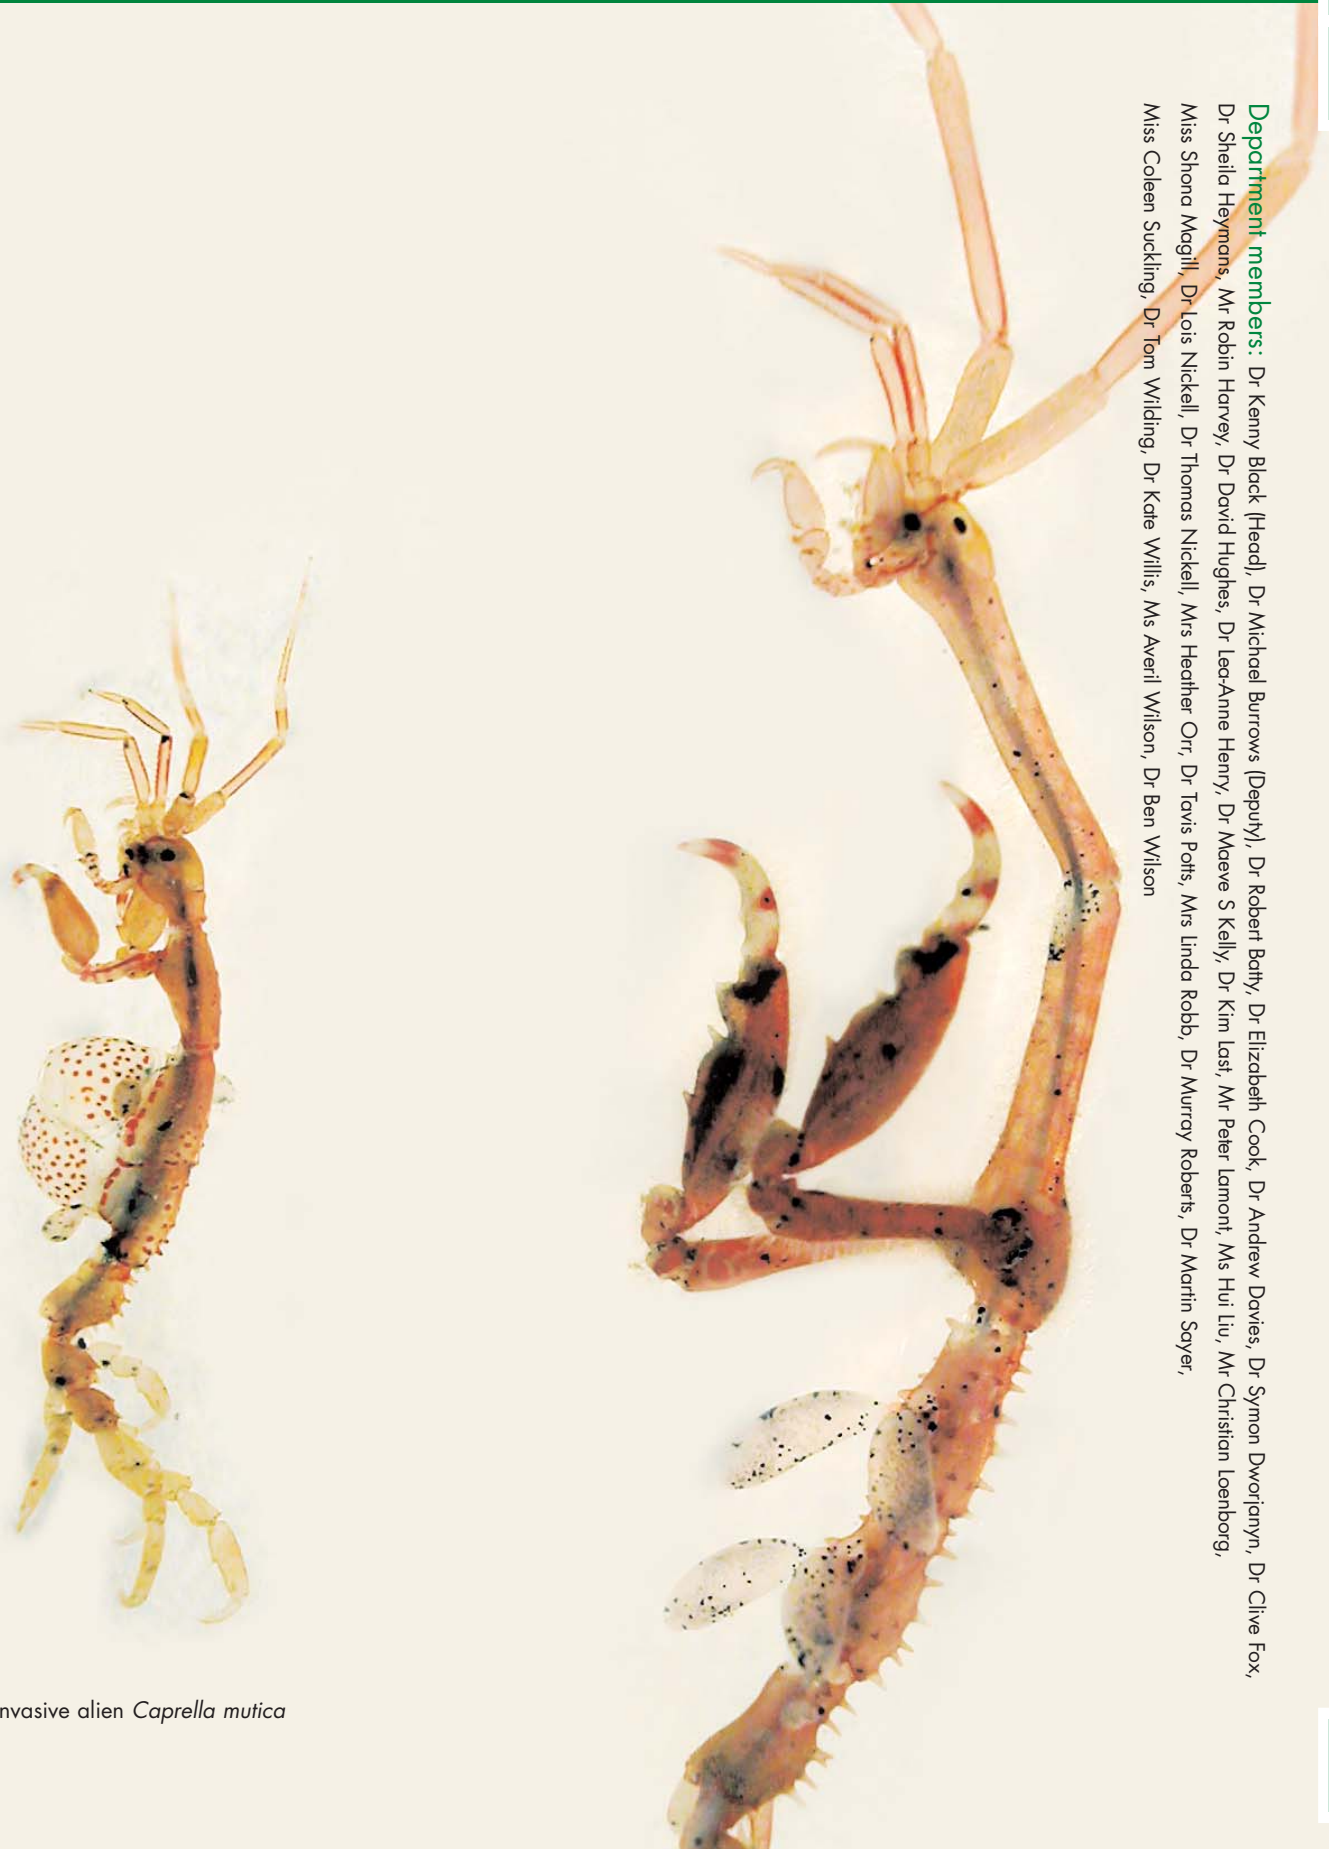 Department members: Dr Kenny Black (Head), Dr Michael Burrows (Deputy), Dr Robert Batty, Dr Elizabeth Cook, Dr Andrew Davies, Dr Symon Dworjanyn, Dr Clive Fox,
Dr Sheila Heymans, Mr Robin Harvey, Dr David Hughes, Dr Lea-Anne Henry, Dr Maeve S Kelly, Dr Kim Last, Mr Peter Lamont, Ms Hui Liu, Mr Christian Loenborg,
Miss Shona Magill, Dr Lois Nickell, Dr Thomas Nickell, Mrs Heather Orr, Dr Tavis Potts, Mrs Linda Robb, Dr Murray Roberts, Dr Martin Sayer,
Miss Coleen Suckling, Dr Tom Wilding, Dr Kate Willis, Ms Averil Wilson, Dr Ben Wilson
nvasive alien Caprella mutica